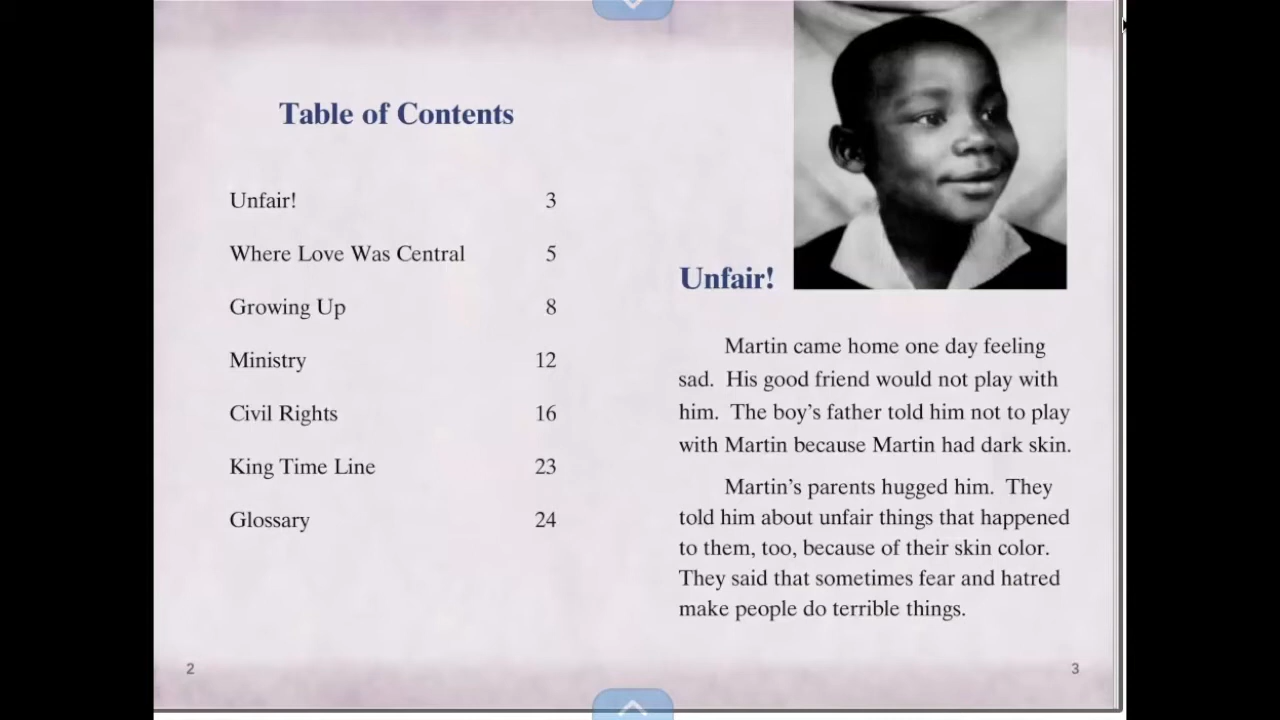 Table of Contents
Unfair! 3
Where Love Was Central 5
Growing Up 8
Ministry 12
Civil Rights 16
King Time Line 23
Glossary 24
2
Unfair!
Martin came home one day feeling
sad. His good friend would not play with
him. The boy's father told him not to play
with Martin because Martin had dark skin.
Martin's parents hugged him. They
told him about unfair things that happened
to them, too, because of their skin color.
They said that sometimes fear and hatred
make people do terrible things.
3